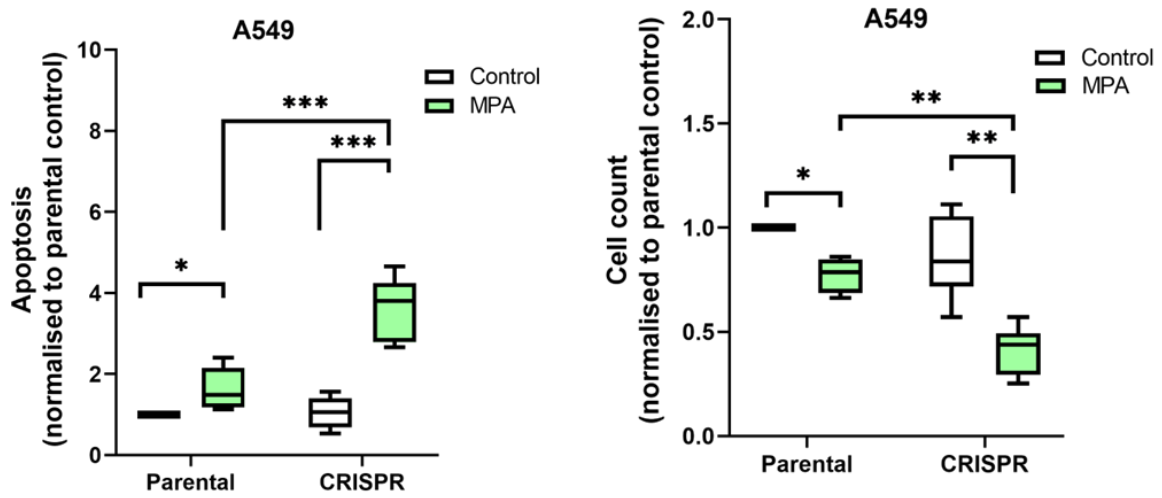 A549
Apoptosis
(normalised to parental control)
10
8
6
4
2
0
***
***
*
Control
MPA
Parental
CRISPR
A549
Cell count
(normalised to parental control)
2.0
1.5
1.0
0.5
0.0
**
**
*
Control
MPA
Parental
CRISPR